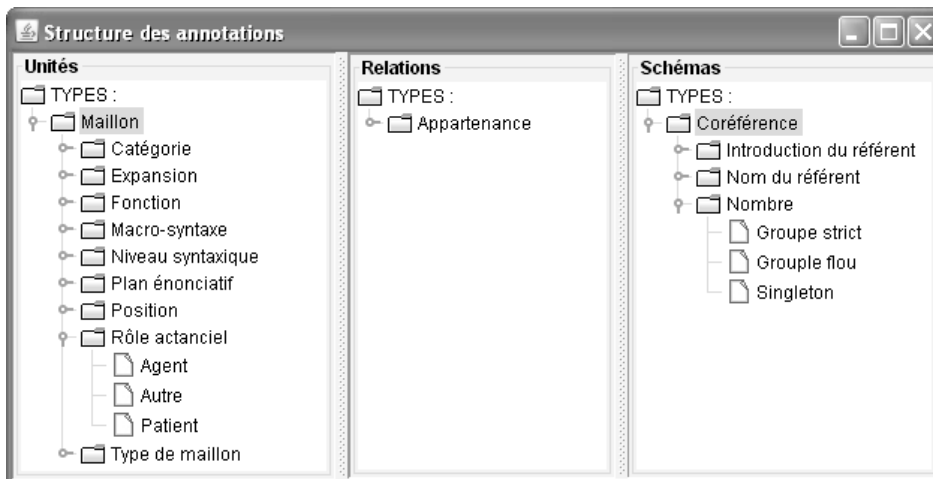 Structure des annotations
Unités
TYPES :
Maillon
Catégorie
Expansion
Fonction
Macro-syntaxe
Niveau syntaxique
Plan énonciatif
Position
Rôle actanciel
Agent
Autre
Patient
Type de maillon
Relations
TYPES :
Appartenance
Schémas
TYPES :
Coréférence
Introduction du référent
Nom du référent
Nombre
Groupe strict
Grouple flou
Singleton